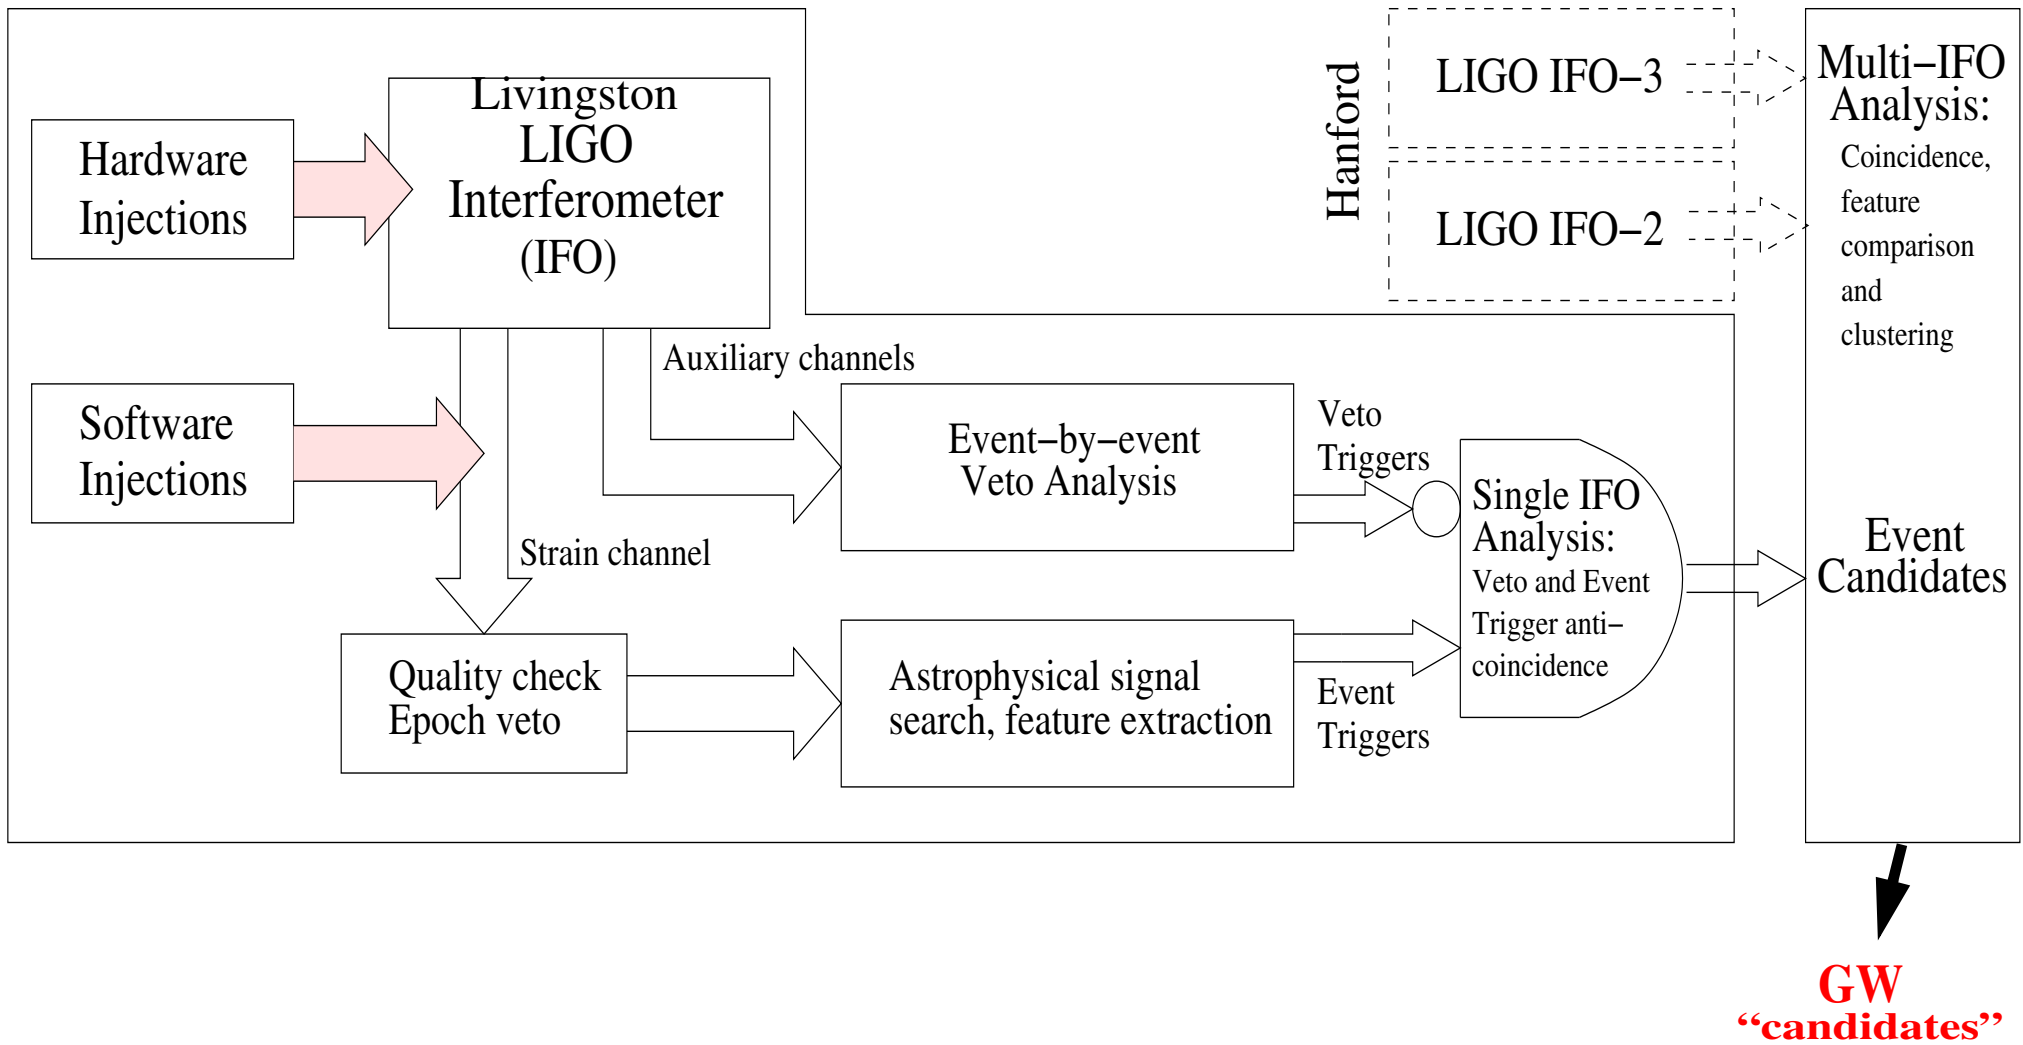 Hardware
Injections
Livingston
LIGO
Interferometer
(IFO)
Hanford
LIGO IFO−3
LIGO IFO−2
Multi−IFO
Analysis:
Coincidence,
feature
comparison
and
clustering
Event
Candidates
Software
Injections
Auxiliary channels
Strain channel
Event−by−event
Veto Analysis
Veto
Triggers
Single IFO
Analysis:
Veto and Event
Trigger anti−
coincidence
Quality check
Epoch veto
Astrophysical signal
search, feature extraction
Event
Triggers
GW
“candidates”